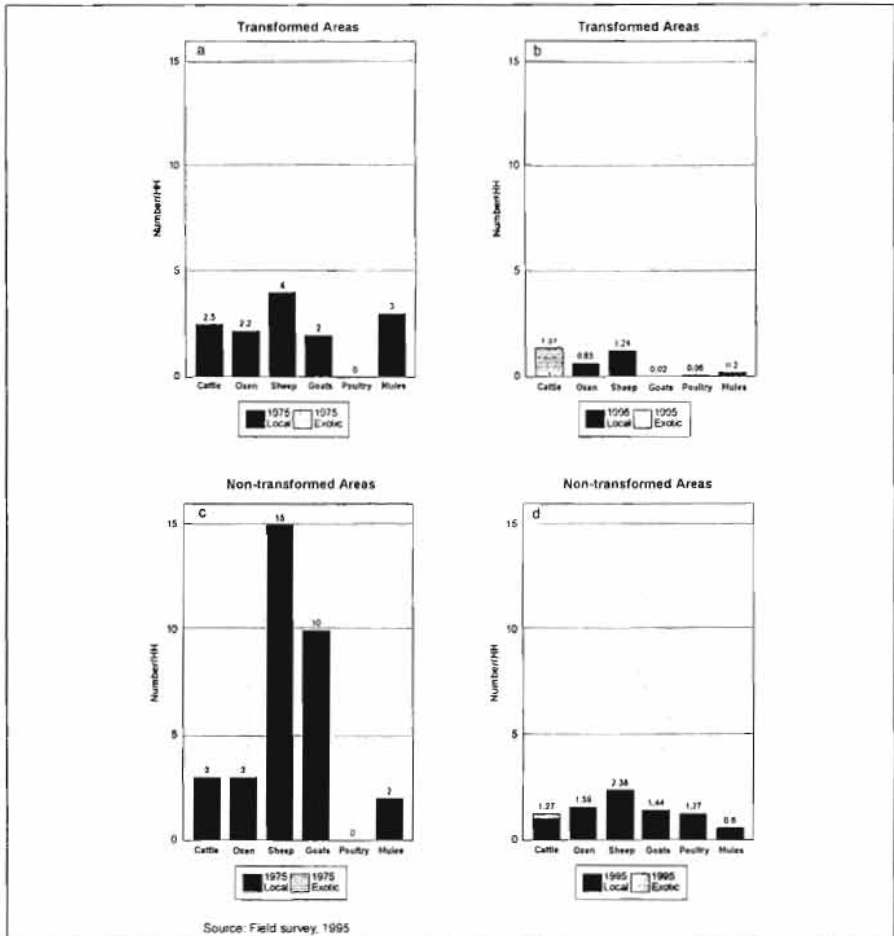 Transformed Areas
a
15
10
5
0
Number/HH
2.5
2.2
4
2
0
3
Cattle Oxen Sheep Goats Poultry Mules
1975 Local 1975 Exotic
Transformed Areas
b
15
10
5
0
Number/HH
1.24
0.02
0.06
0.2
Cattle Oxen Sheep Goats Poultry Mules
Local 1995 Exotic
Non-transformed Areas
c
15
10
5
0
Number/HH
3
3
15
10
0
2
Cattle Oxen Sheep Goats Poultry Mules
1975 Local 1975 Exotic
Non-transformed Areas
d
15
10
5
0
Number/HH
1.27
1.59
2.38
1.44
1.27
0.6
Cattle Oxen Sheep Goats Poultry Mules
1995 Local 1995 Exotic
Source: Field survey, 1995